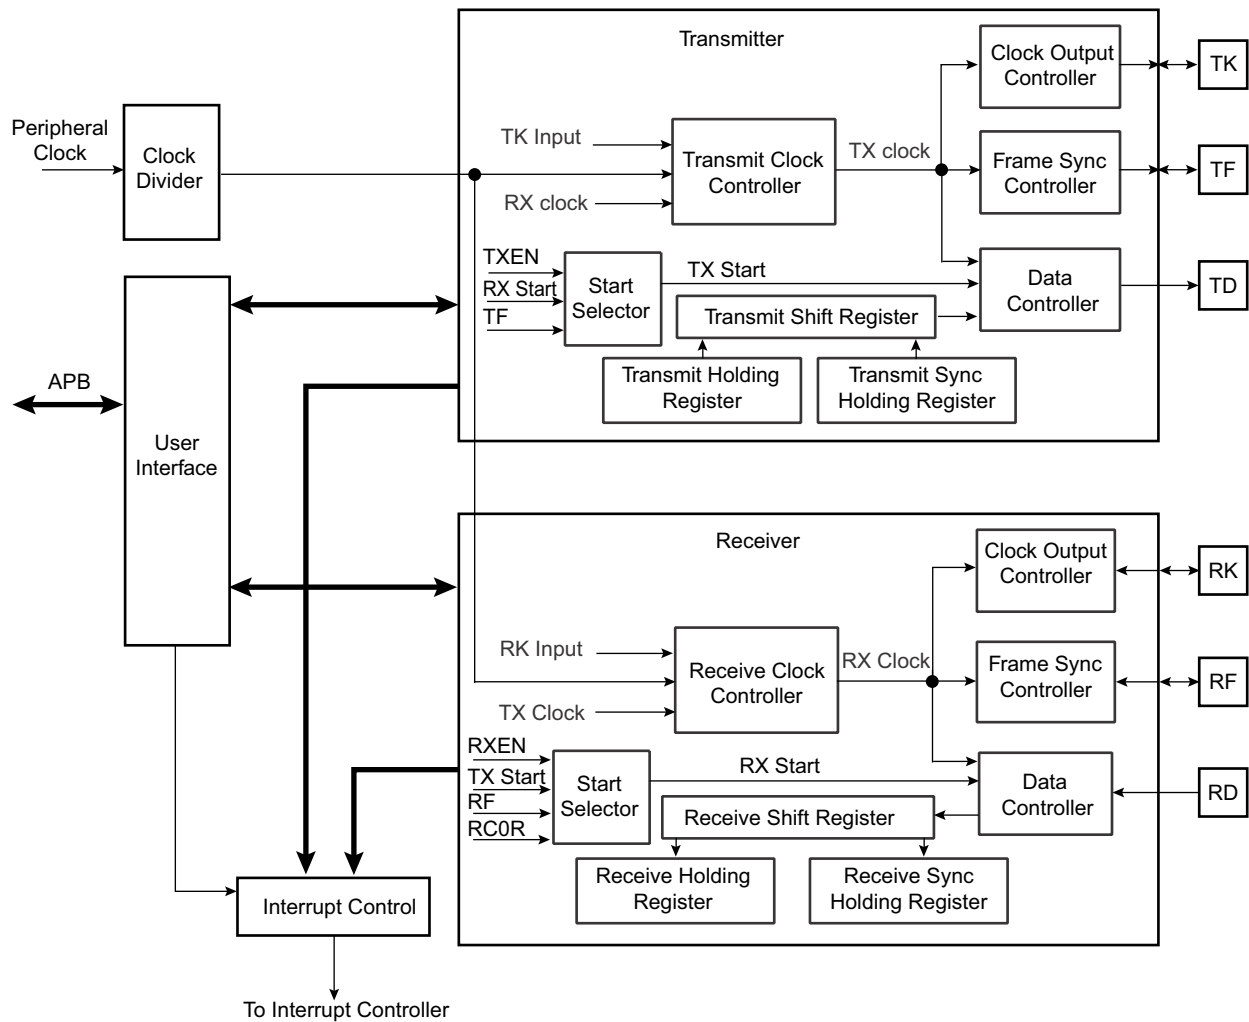 Transmitter
Clock Output
Controller
TK
Peripheral
Clock
Clock
Divider
TK Input
Transmit Clock
Controller
TX clock
Frame Sync
Controller
TF
RX clock
TXEN
RX Start
TF
Start
Selector
TX Start
Data
Controller
TD
Transmit Shift Register
Transmit Holding
Register
Transmit Sync
Holding Register
APB
User
Interface
Receiver
Clock Output
Controller
RK
RK Input
Receive Clock
Controller
RX Clock
Frame Sync
Controller
RF
TX Clock
RXEN
TX Start
RF
RC0R
Start
Selector
RX Start
Data
Controller
RD
Receive Shift Register
Receive Holding
Register
Receive Sync
Holding Register
Interrupt Control
To Interrupt Controller